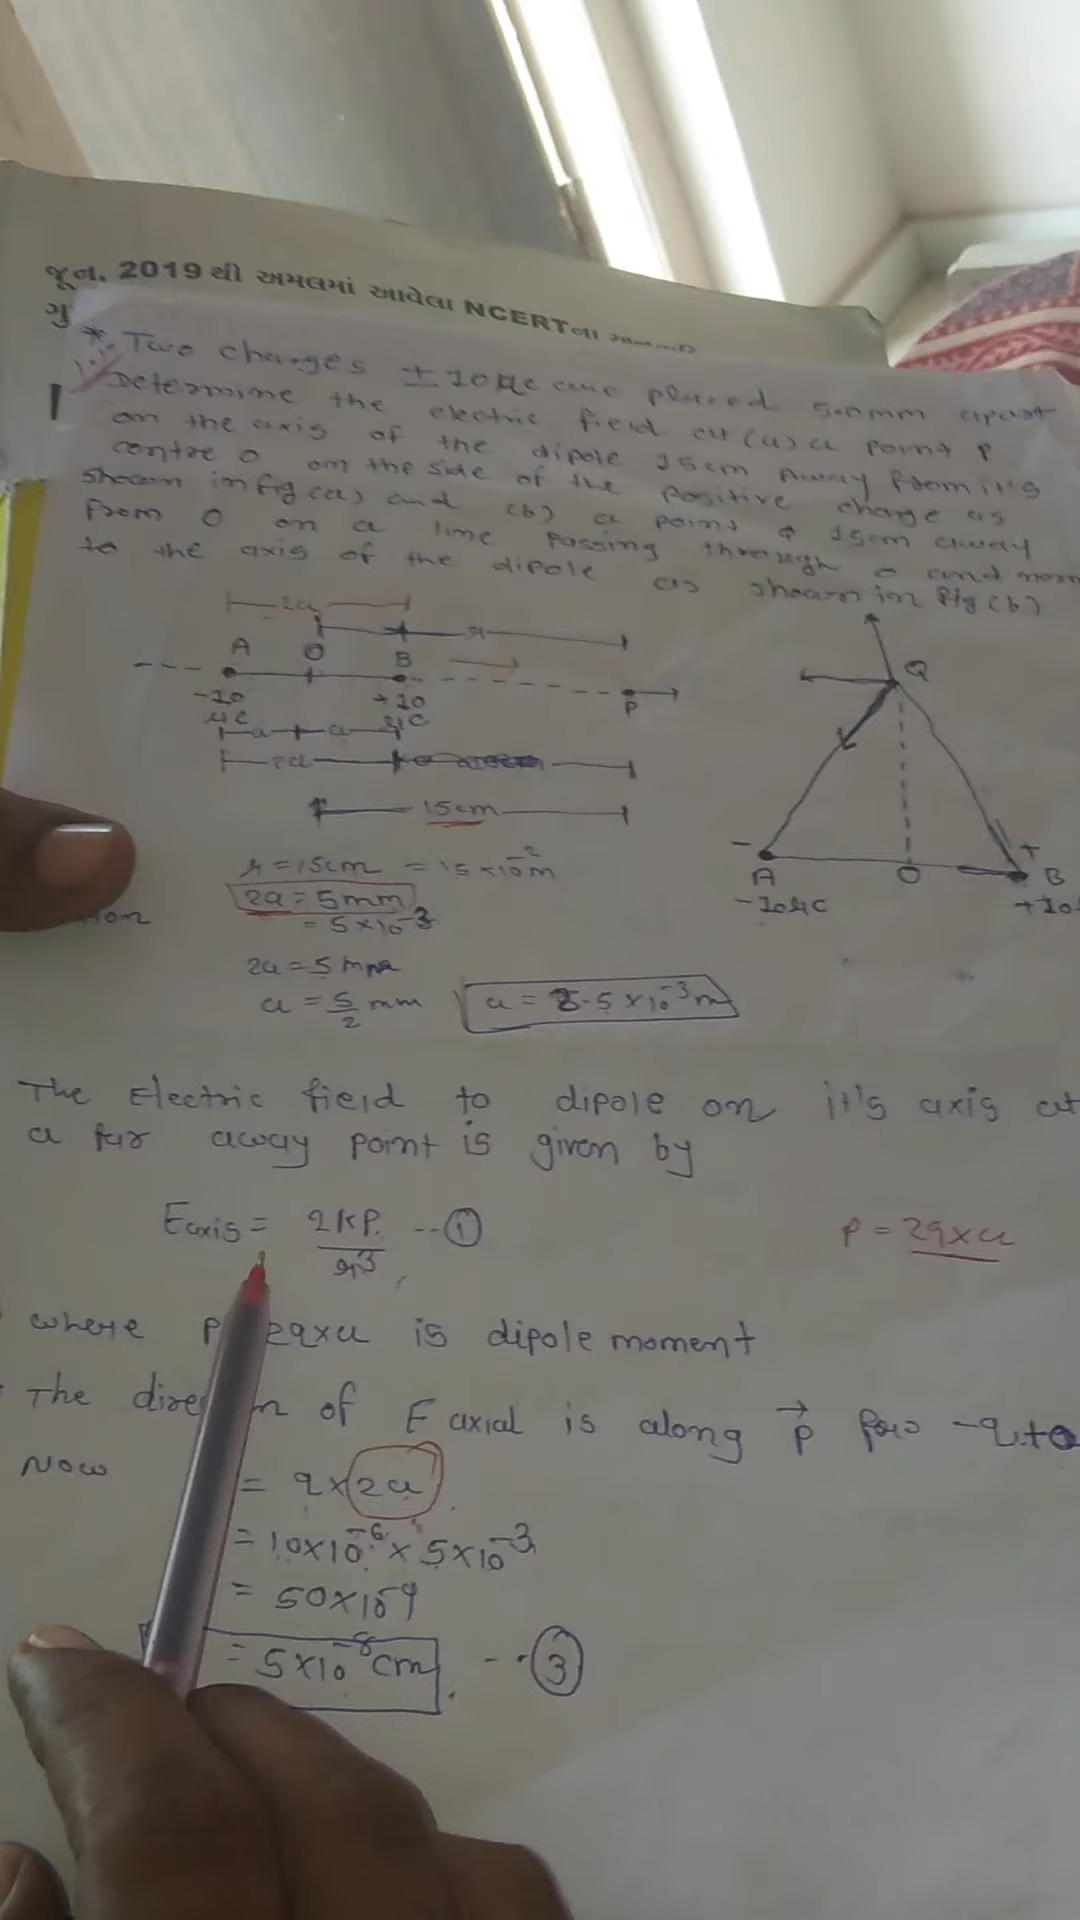 જૂન, 2019 થી અમલમાં આવેલા NCERTના
ગુ
* Two charges ± 10 μc are placed 5.0mm apart
Determine the electric field at (a) a point P
on the axis of the dipole 15cm away from it's
centre O on the side of the positive charge as
shown in fig (a) and (b) a point Q 15cm away
from O on a line passing through O and norm
to the axis of the dipole as shown in fig (b)
2a
r
A O B
-10 μC +10 μC P
a a
2a
15cm
Q
- +
A O B
-10μC +10
r = 15cm = 15 × 10⁻² m
2a = 5mm
= 5 × 10⁻³
2a = 5 mm
a = 5/2 mm a = 2.5 × 10⁻³ m
The Electric field to dipole on it's axis at
a far away point is given by
Eaxis = 2kP / r³ -- ①
P = 2q×a
where P 2q×a is dipole moment
The dire n of E axial is along p⃗ -q to
Now = q × 2a
= 10×10⁻⁶ × 5×10⁻³
= 50×10⁻⁹
= 5×10⁻⁸ cm -- ③